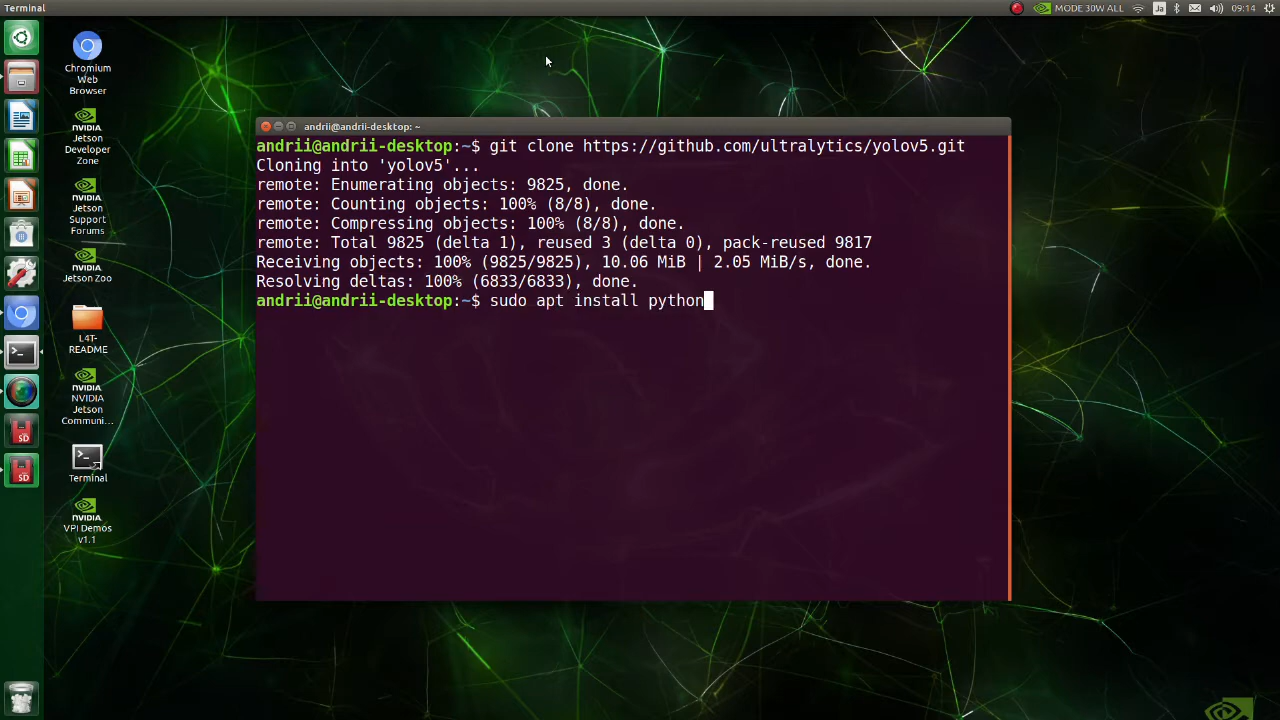 Terminal
MODE 30W ALL
Ja
09:14
Chromium
Web
Browser
NVIDIA
NVIDIA
Jetson
Developer
Zone
NVIDIA
Jetson
Support
Forums
NVIDIA
Jetson Zoo
L4T-
README
NVIDIA
NVIDIA
Jetson
Communi...
Terminal
NVIDIA
VPI Demos
v1.1
SD
SD
andrii@andrii-desktop: ~
andrii@andrii-desktop:~$ git clone https://github.com/ultralytics/yolov5.git
Cloning into 'yolov5'...
remote: Enumerating objects: 9825, done.
remote: Counting objects: 100% (8/8), done.
remote: Compressing objects: 100% (8/8), done.
remote: Total 9825 (delta 1), reused 3 (delta 0), pack-reused 9817
Receiving objects: 100% (9825/9825), 10.06 MiB | 2.05 MiB/s, done.
Resolving deltas: 100% (6833/6833), done.
andrii@andrii-desktop:~$ sudo apt install python